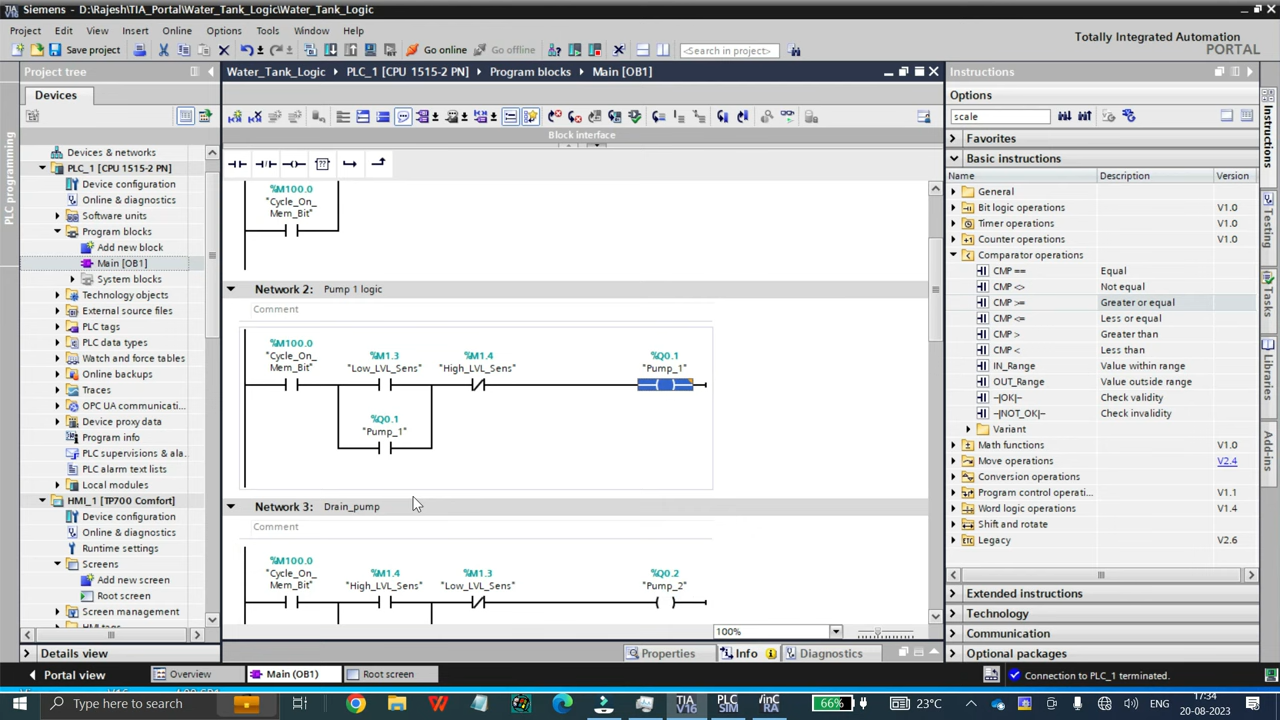 Siemens - D:\Rajesh\TIA_Portal\Water_Tank_Logic\Water_Tank_Logic
Project Edit View Insert Online Options Tools Window Help
Totally Integrated Automation
PORTAL
Save project
Go online
Go offline
<Search in project>
Project tree
Devices
PLC programming
Devices & networks
PLC_1 [CPU 1515-2 PN]
Device configuration
Online & diagnostics
Software units
Program blocks
Add new block
Main [OB1]
System blocks
Technology objects
External source files
PLC tags
PLC data types
Watch and force tables
Online backups
Traces
OPC UA communicati...
Device proxy data
Program info
PLC supervisions & ala...
PLC alarm text lists
Local modules
HMI_1 [TP700 Comfort]
Device configuration
Online & diagnostics
Runtime settings
Screens
Add new screen
Root screen
Screen management
Details view
Water_Tank_Logic
PLC_1 [CPU 1515-2 PN]
Program blocks
Main [OB1]
Block interface
%M100.0
"Cycle_On_
Mem_Bit"
Network 2: Pump 1 logic
Comment
%M100.0
"Cycle_On_
Mem_Bit"
%M1.3
"Low_LVL_Sens"
%M1.4
"High_LVL_Sens"
%Q0.1
"Pump_1"
%Q0.1
"Pump_1"
Network 3: Drain_pump
Comment
%M100.0
"Cycle_On_
Mem_Bit"
%M1.4
"High_LVL_Sens"
%M1.3
"Low_LVL_Sens"
%Q0.2
"Pump_2"
100%
Properties
Info
Diagnostics
Instructions
Options
scale
Favorites
Basic instructions
Name Description Version
General
Bit logic operations V1.0
Timer operations V1.0
Counter operations V1.0
Comparator operations
CMP == Equal
CMP <> Not equal
CMP >= Greater or equal
CMP <= Less or equal
CMP > Greater than
CMP < Less than
IN_Range Value within range
OUT_Range Value outside range
-|OK|- Check validity
-|NOT_OK|- Check invalidity
Variant
Math functions V1.0
Move operations V2.4
Conversion operations
Program control operati... V1.1
Word logic operations V1.4
Shift and rotate
Legacy V2.6
Extended instructions
Technology
Communication
Optional packages
Instructions
Testing
Tasks
Libraries
Add-ins
Portal view
Overview
Main (OB1)
Root screen
Connection to PLC_1 terminated.
Type here to search
TIA
V16
PLC
SIM
66%
23°C
ENG
17:34
20-08-2023